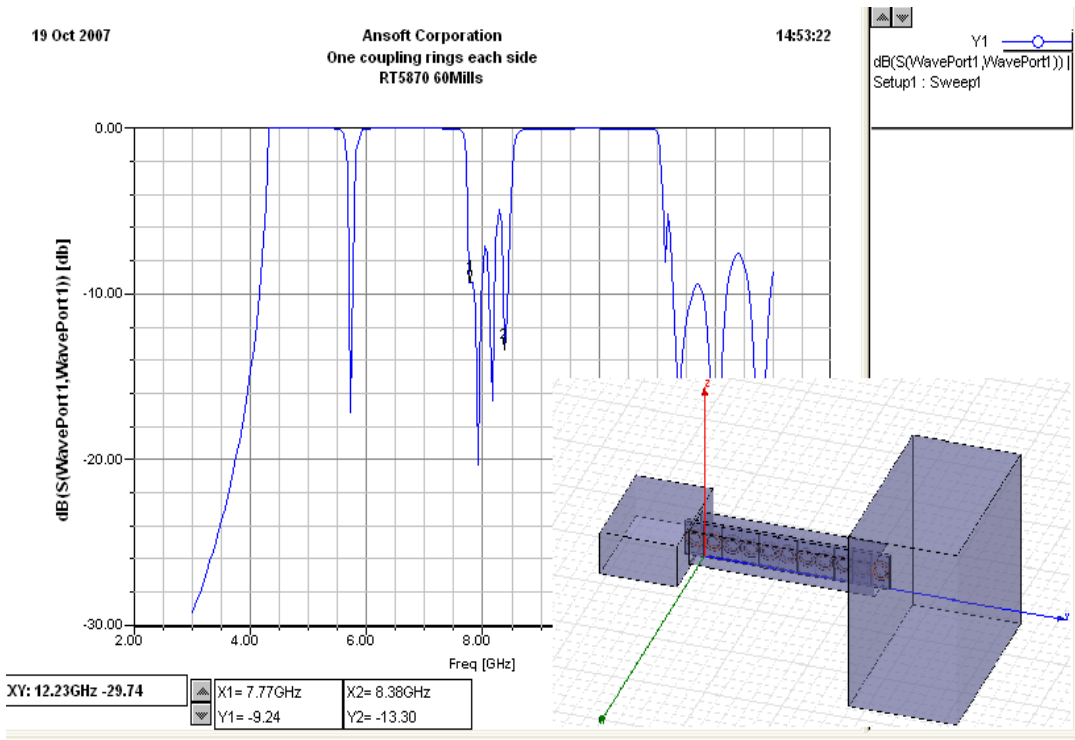 19 Oct 2007
Ansoft Corporation
14:53:22
One coupling rings each side
RT5870 60Mills
Y1
dB(S(WavePort1,WavePort1)) |
Setup1 : Sweep1
dB(S(WavePort1,WavePort1)) [db]
0.00
-10.00
-20.00
-30.00
1
2
2.00
4.00
6.00
8.00
Freq [GHz]
z
XY: 12.23GHz -29.74
X1= 7.77GHz
X2= 8.38GHz
Y1= -9.24
Y2= -13.30